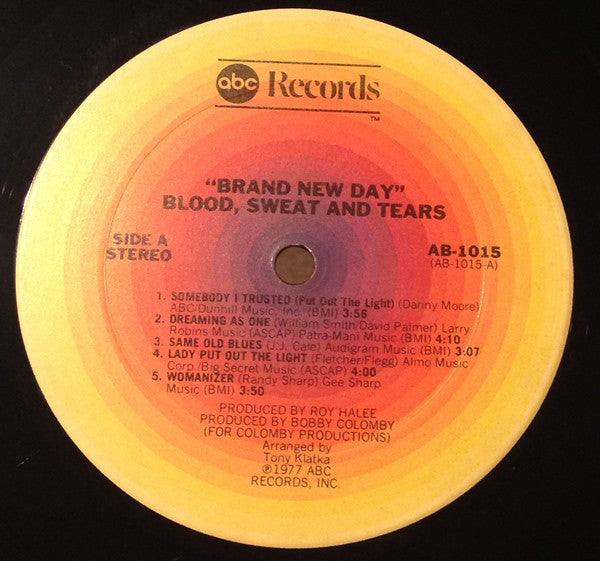 abc Records
TM
"BRAND NEW DAY"
BLOOD, SWEAT AND TEARS
SIDE A
STEREO
AB-1015
(AB-1015-A)
1. SOMEBODY I TRUSTED (Put Out The Light) (Danny Moore)
ABC/Dunhill Music, Inc. (BMI) 3:56
2. DREAMING AS ONE (William Smith/David Palmer) Larry
Robins Music (ASCAP) Patra-Mani Music (BMI) 4:10
3. SAME OLD BLUES (J.J. Cale) Audigram Music (BMI) 3:07
4. LADY PUT OUT THE LIGHT (Fletcher/Flegg) Almo Music
Corp./Big Secret Music (ASCAP) 4:00
5. WOMANIZER (Randy Sharp) Gee Sharp
Music (BMI) 3:50
PRODUCED BY ROY HALEE
PRODUCED BY BOBBY COLOMBY
(FOR COLOMBY PRODUCTIONS)
Arranged by
Tony Klatka
℗1977 ABC
RECORDS, INC.